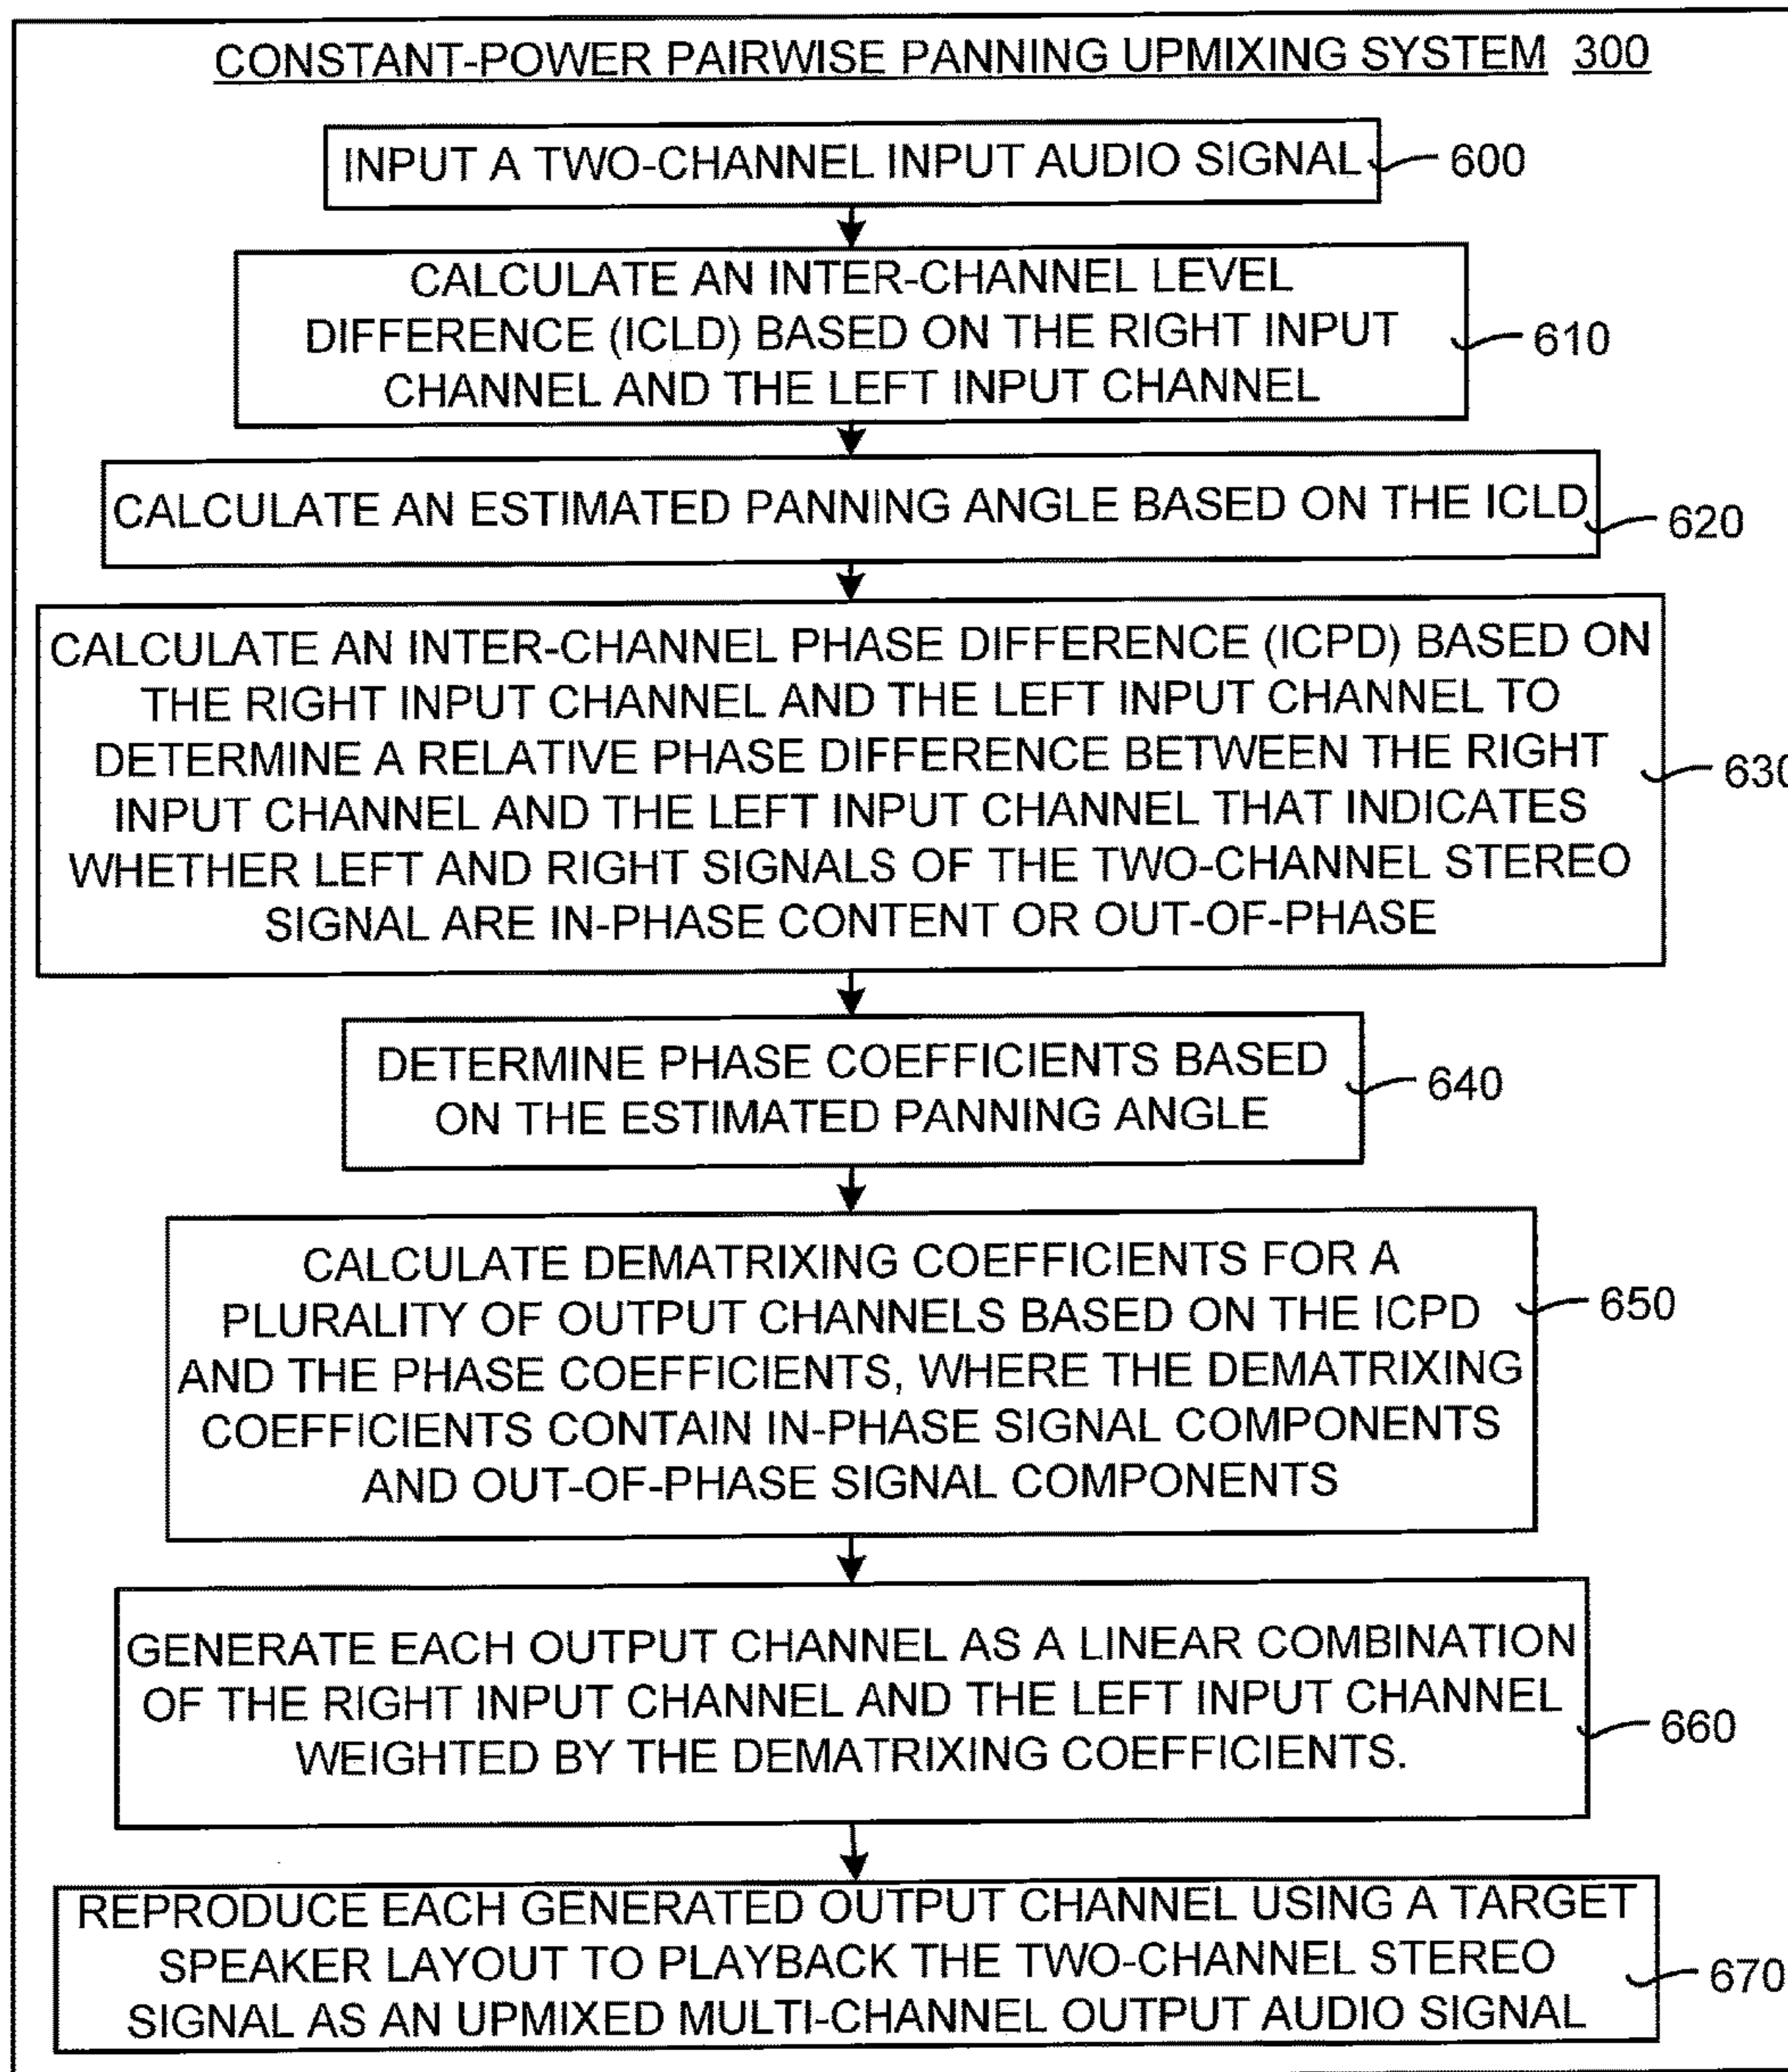 CONSTANT-POWER PAIRWISE PANNING UPMIXING SYSTEM 300
INPUT A TWO-CHANNEL INPUT AUDIO SIGNAL 600
CALCULATE AN INTER-CHANNEL LEVEL
DIFFERENCE (ICLD) BASED ON THE RIGHT INPUT 610
CHANNEL AND THE LEFT INPUT CHANNEL
CALCULATE AN ESTIMATED PANNING ANGLE BASED ON THE ICLD 620
CALCULATE AN INTER-CHANNEL PHASE DIFFERENCE (ICPD) BASED ON
THE RIGHT INPUT CHANNEL AND THE LEFT INPUT CHANNEL TO
DETERMINE A RELATIVE PHASE DIFFERENCE BETWEEN THE RIGHT 630
INPUT CHANNEL AND THE LEFT INPUT CHANNEL THAT INDICATES
WHETHER LEFT AND RIGHT SIGNALS OF THE TWO-CHANNEL STEREO
SIGNAL ARE IN-PHASE CONTENT OR OUT-OF-PHASE
DETERMINE PHASE COEFFICIENTS BASED 640
ON THE ESTIMATED PANNING ANGLE
CALCULATE DEMATRIXING COEFFICIENTS FOR A
PLURALITY OF OUTPUT CHANNELS BASED ON THE ICPD 650
AND THE PHASE COEFFICIENTS, WHERE THE DEMATRIXING
COEFFICIENTS CONTAIN IN-PHASE SIGNAL COMPONENTS
AND OUT-OF-PHASE SIGNAL COMPONENTS
GENERATE EACH OUTPUT CHANNEL AS A LINEAR COMBINATION
OF THE RIGHT INPUT CHANNEL AND THE LEFT INPUT CHANNEL 660
WEIGHTED BY THE DEMATRIXING COEFFICIENTS.
REPRODUCE EACH GENERATED OUTPUT CHANNEL USING A TARGET
SPEAKER LAYOUT TO PLAYBACK THE TWO-CHANNEL STEREO 670
SIGNAL AS AN UPMIXED MULTI-CHANNEL OUTPUT AUDIO SIGNAL